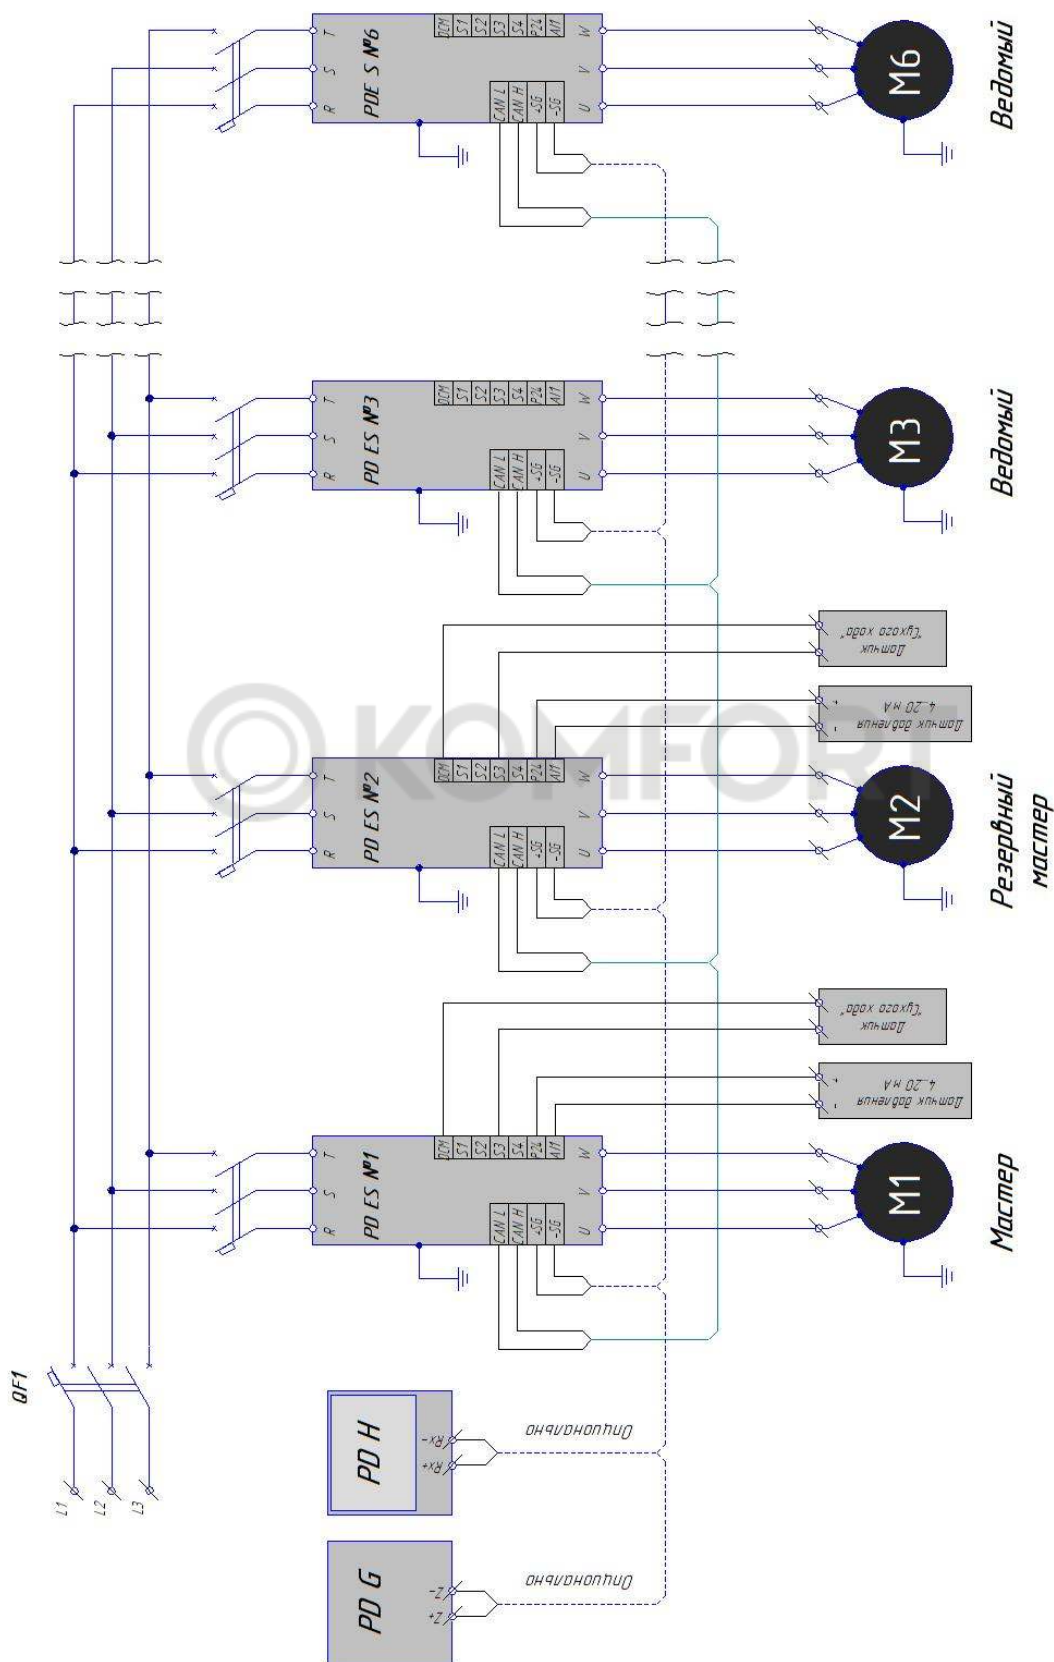 QF1
L1
L2
L3
PD G
Z+
Z-
Опционально
PD H
Rx+
Rx-
Опционально
PD ES №1
R
S
T
DCM
S1
S2
S3
S4
P24
AI1
CAN L
CAN H
+SG
-SG
U
V
W
Датчик давления
4...20 мА
-
+
Датчик
"Сухого хода"
M1
Мастер
PD ES №2
R
S
T
DCM
S1
S2
S3
S4
P24
AI1
CAN L
CAN H
+SG
-SG
U
V
W
Датчик давления
4...20 мА
-
+
Датчик
"Сухого хода"
M2
Резервный
мастер
PD ES №3
R
S
T
DCM
S1
S2
S3
S4
P24
AI1
CAN L
CAN H
+SG
-SG
U
V
W
M3
Ведомый
PDE S №6
R
S
T
DCM
S1
S2
S3
S4
P24
AI1
CAN L
CAN H
+SG
-SG
U
V
W
M6
Ведомый
KOMFORT